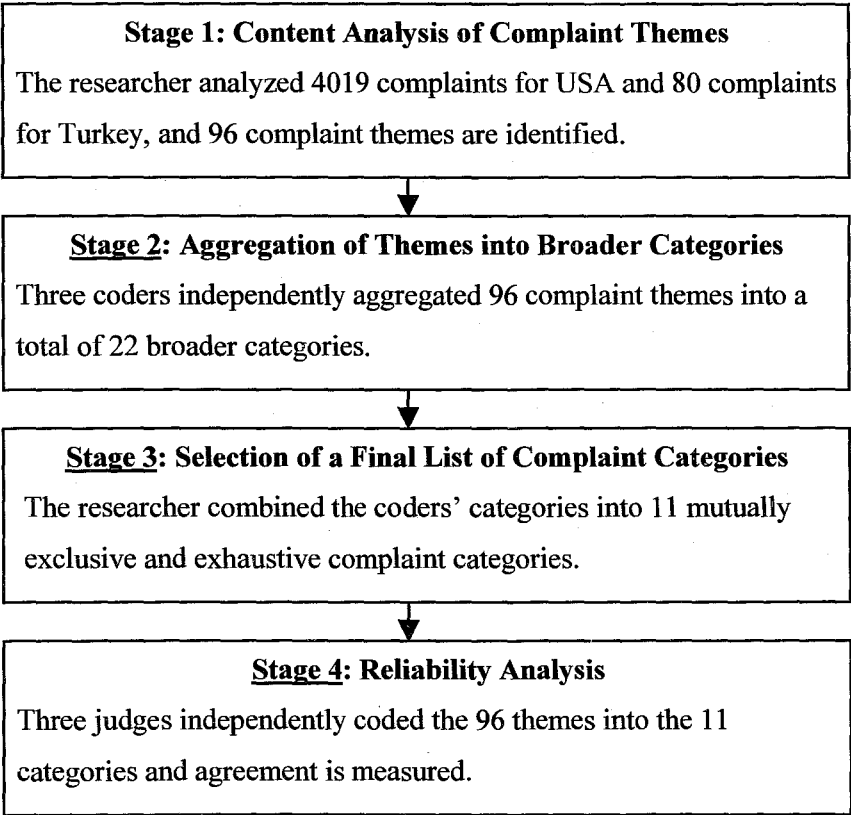 Stage 1: Content Analysis of Complaint Themes
The researcher analyzed 4019 complaints for USA and 80 complaints
for Turkey, and 96 complaint themes are identified.
Stage 2: Aggregation of Themes into Broader Categories
Three coders independently aggregated 96 complaint themes into a
total of 22 broader categories.
Stage 3: Selection of a Final List of Complaint Categories
The researcher combined the coders’ categories into 11 mutually
exclusive and exhaustive complaint categories.
Stage 4: Reliability Analysis
Three judges independently coded the 96 themes into the 11
categories and agreement is measured.